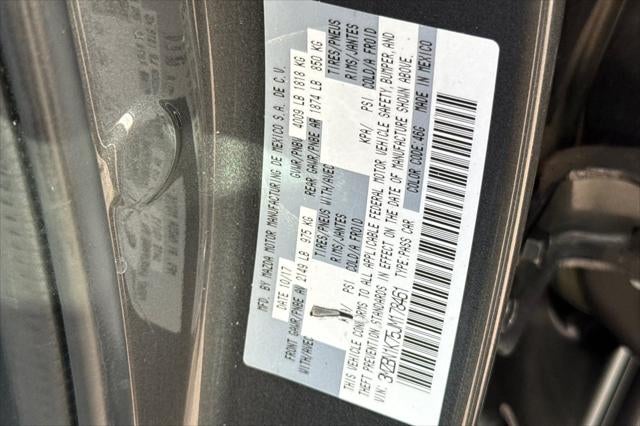 MFD. BY MAZDA MOTOR MANUFACTURING DE MEXICO S.A. DE C.V.
DATE 10/17 GVWR/PNBV 4009 LB 1818 KG
FRONT GAWR/PNBE AV 2149 LB 975 KG REAR GAWR/PNBE AR 1874 LB 850 KG
WITH/AVEC TIRES/PNEUS WITH/AVEC TIRES/PNEUS
RIMS/JANTES RIMS/JANTES
PSI COLD/A FROID KPA/ PSI COLD/A FROID
THIS VEHICLE CONFORMS TO ALL APPLICABLE FEDERAL MOTOR VEHICLE SAFETY, BUMPER, AND
THEFT PREVENTION STANDARDS IN EFFECT ON THE DATE OF MANUFACTURE SHOWN ABOVE.
VIN: TYPE: PASS CAR COLOR CODE: 46G MADE IN MEXICO